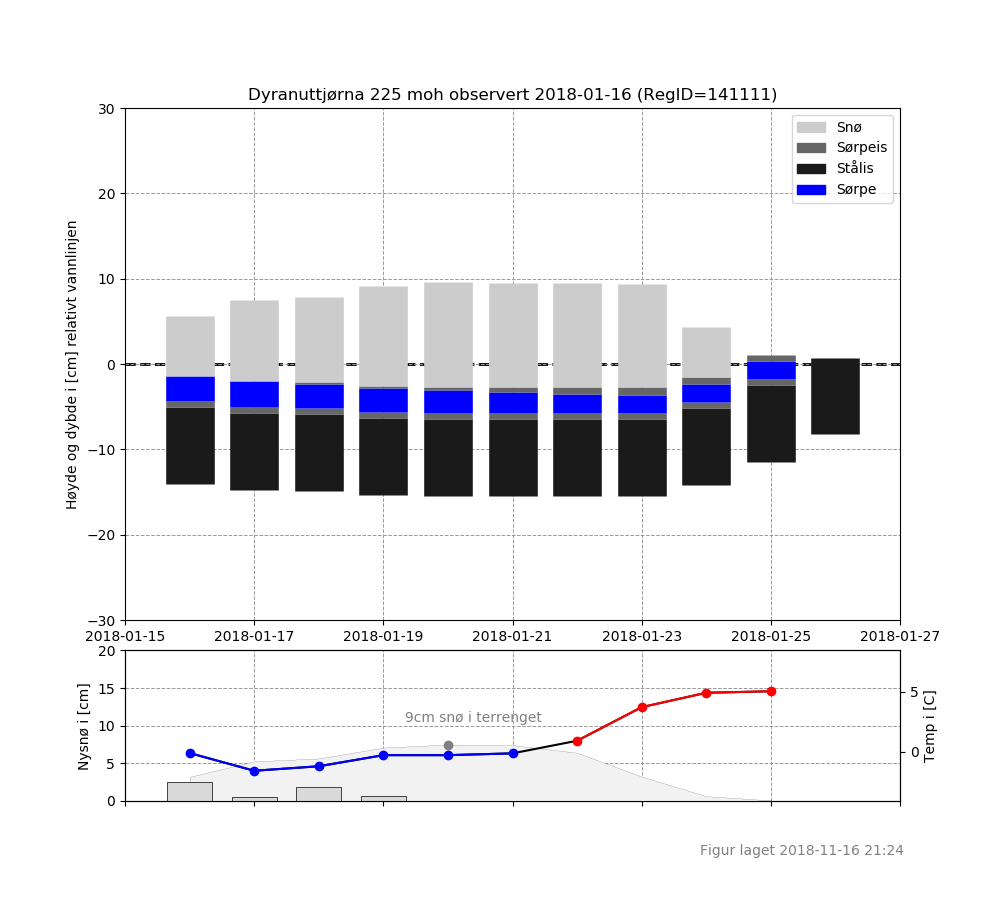 Dyranuttjørna 225 moh observert 2018-01-16 (RegID=141111)
Høyde og dybde i [cm] relativt vannlinjen
30
20
10
0
−10
−20
−30
Snø
Sørpeis
Stålis
Sørpe
2018-01-15 2018-01-17 2018-01-19 2018-01-21 2018-01-23 2018-01-25 2018-01-27
Nysnø i [cm]
20
15
10
5
0
9cm snø i terrenget
5
0
Temp i [C]
Figur laget 2018-11-16 21:24